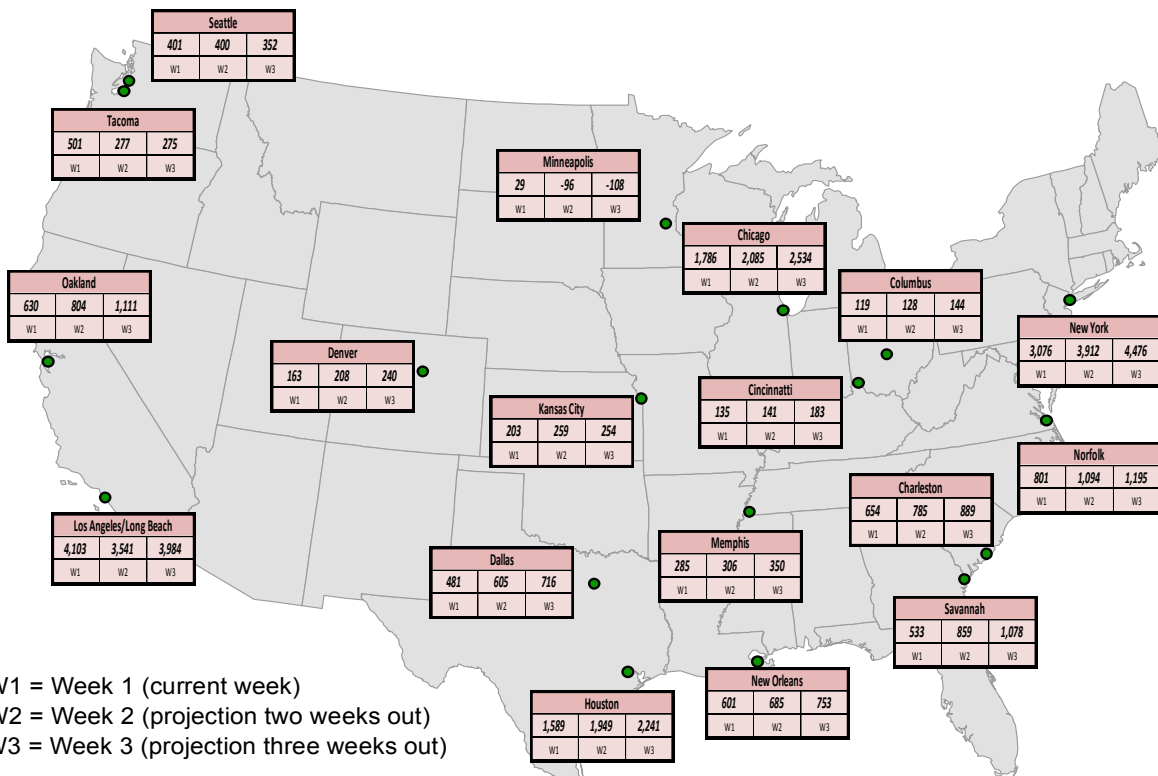 Seattle
401 400 352
W1 W2 W3
Tacoma
501 277 275
W1 W2 W3
Minneapolis
29 -96 -108
W1 W2 W3
Chicago
1,786 2,085 2,534
W1 W2 W3
Oakland
630 804 1,111
W1 W2 W3
Columbus
119 128 144
W1 W2 W3
New York
3,076 3,912 4,476
W1 W2 W3
Denver
163 208 240
W1 W2 W3
Cincinnatti
135 141 183
W1 W2 W3
Kansas City
203 259 254
W1 W2 W3
Norfolk
801 1,094 1,195
W1 W2 W3
Charleston
654 785 889
W1 W2 W3
Los Angeles/Long Beach
4,103 3,541 3,984
W1 W2 W3
Memphis
285 306 350
W1 W2 W3
Dallas
481 605 716
W1 W2 W3
Savannah
533 859 1,078
W1 W2 W3
New Orleans
601 685 753
W1 W2 W3
Houston
1,589 1,949 2,241
W1 W2 W3
W1 = Week 1 (current week)
W2 = Week 2 (projection two weeks out)
W3 = Week 3 (projection three weeks out)